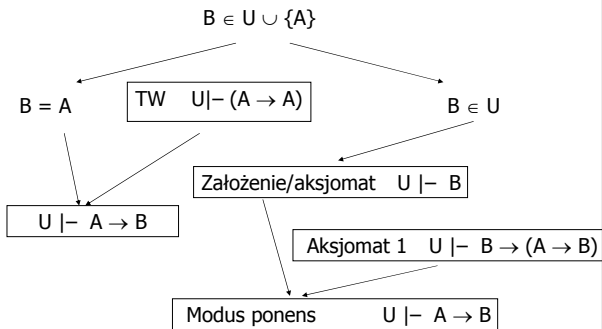 B ∈ U ∪ {A}
B = A
TW U|− (A → A)
B ∈ U
Założenie/aksjomat U |− B
U |− A → B
Aksjomat 1 U |− B → (A → B)
Modus ponens U |− A → B